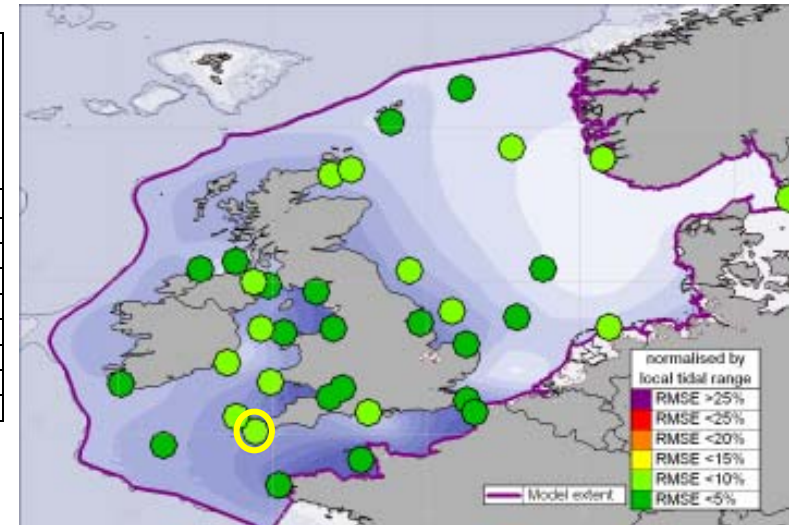 normalised by
local tidal range
RMSE >25%
RMSE <25%
RMSE <20%
RMSE <15%
RMSE <10%
RMSE <5%
Model extent